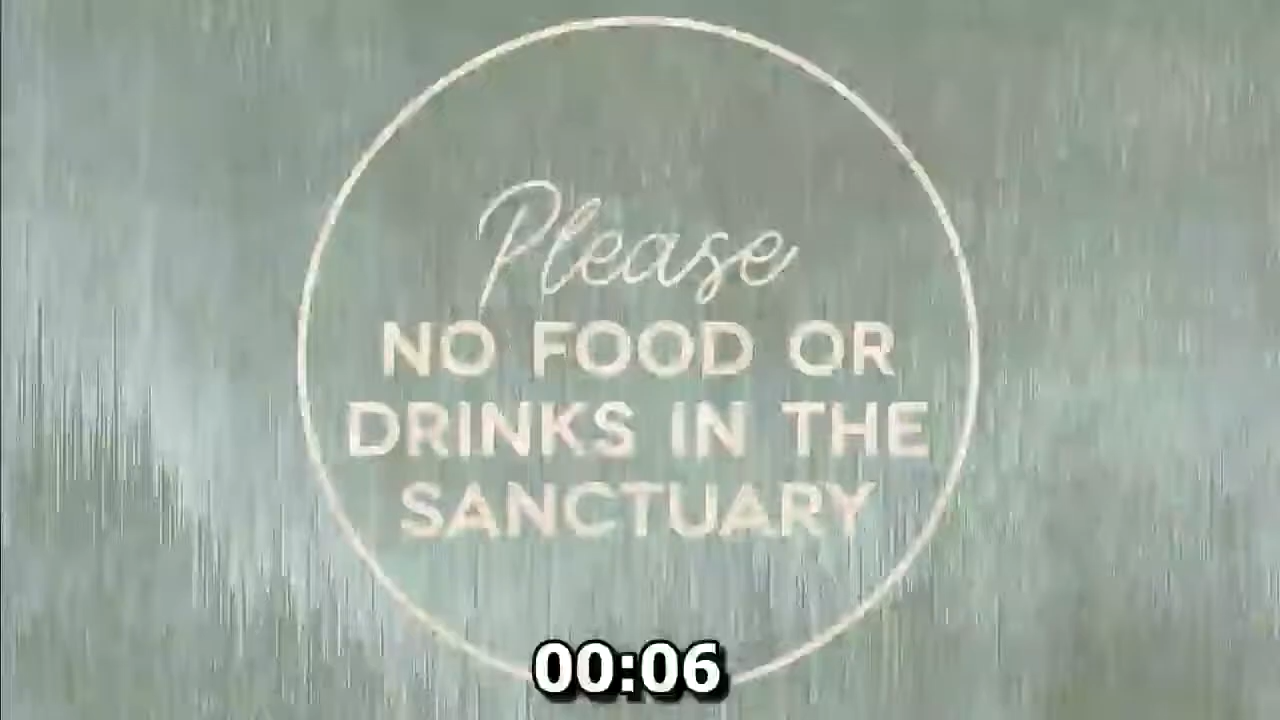 Please
NO FOOD OR
DRINKS IN THE
SANCTUARY
00:06